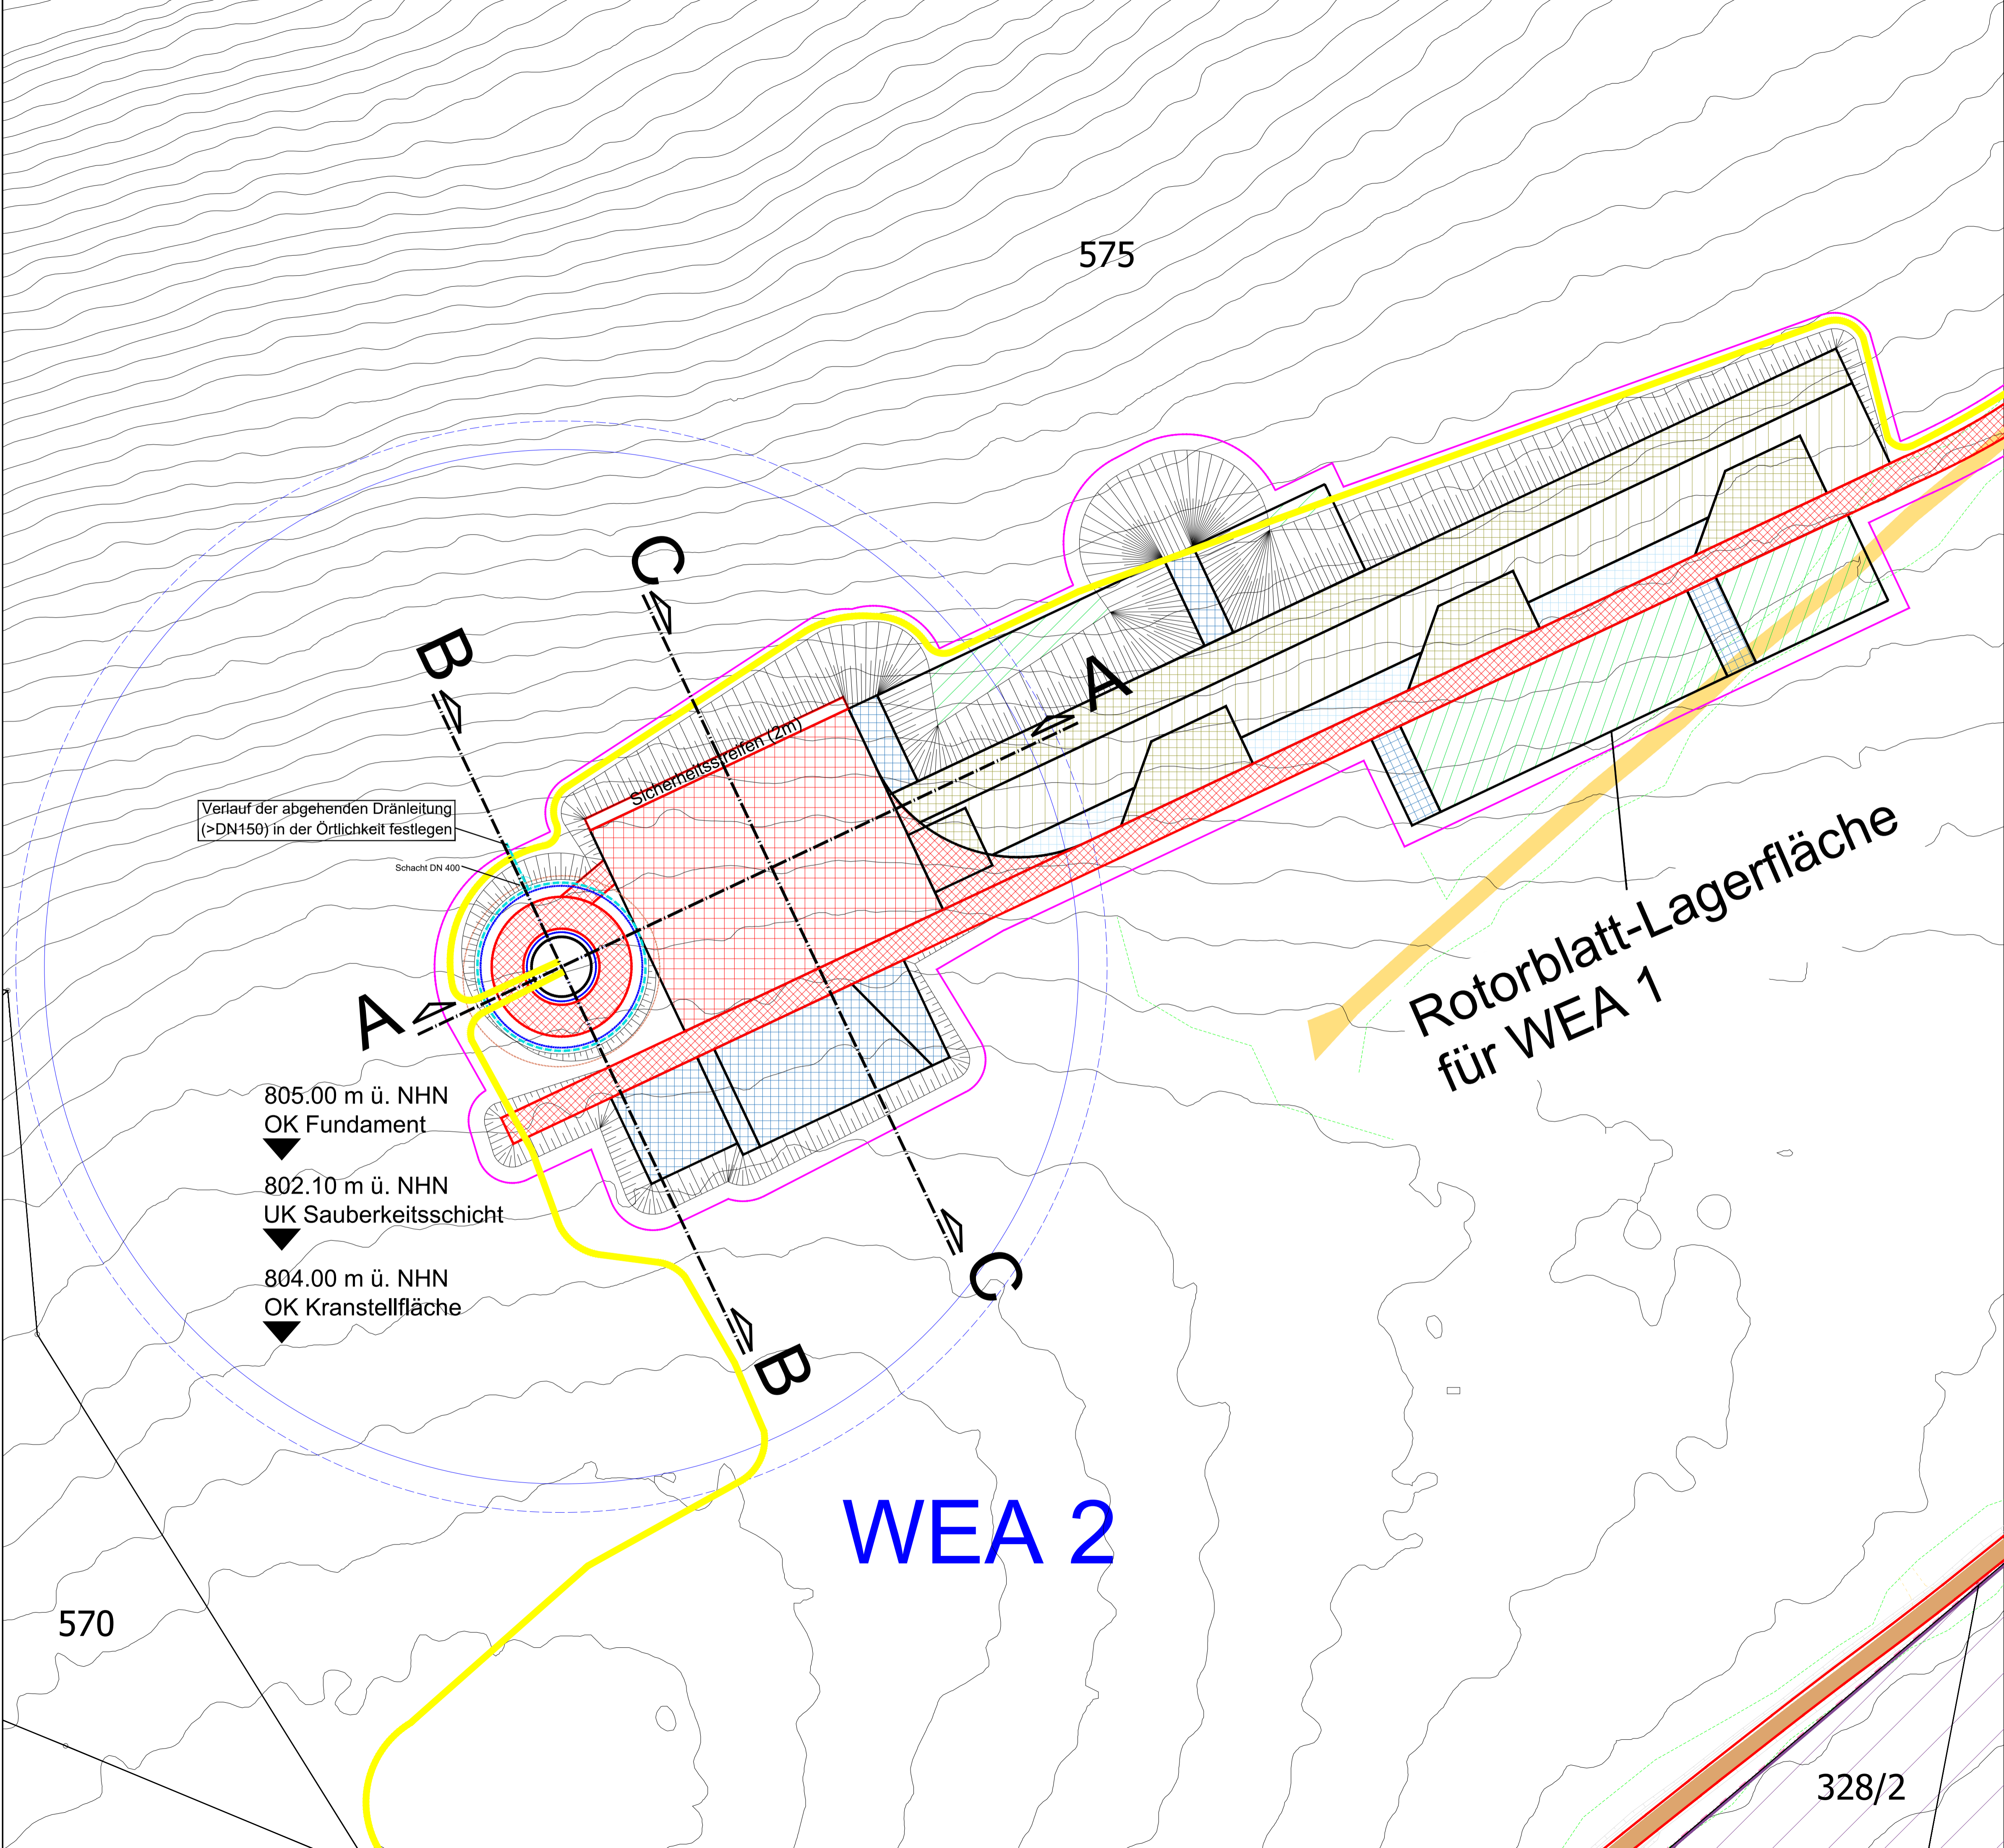 575
C
B
A
Sicherheitsstreifen (2m)
Verlauf der abgehenden Dränleitung
(>DN150) in der Örtlichkeit festlegen
Schacht DN 400
Rotorblatt-Lagerfläche
für WEA 1
A
805.00 m ü. NHN
OK Fundament
802.10 m ü. NHN
UK Sauberkeitsschicht
804.00 m ü. NHN
OK Kranstellfläche
C
B
WEA 2
570
328/2